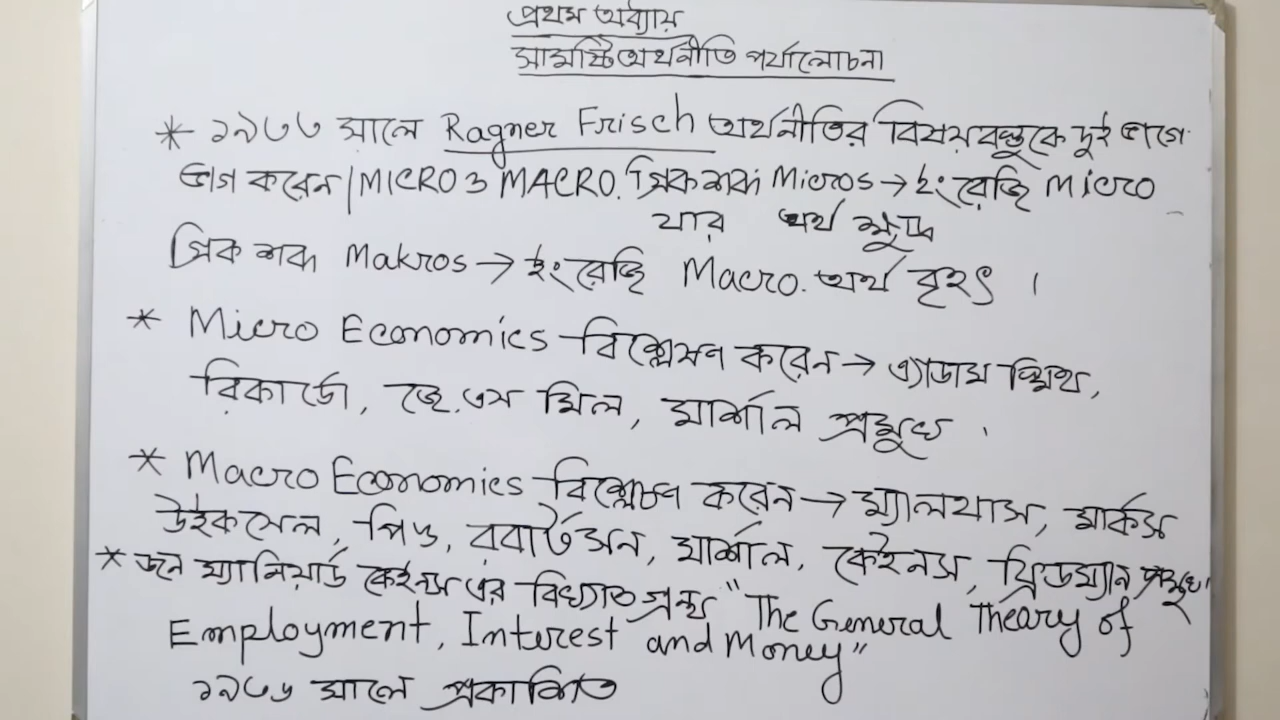 প্রথম অধ্যায়
সামষ্টিঅর্থনীতি পর্যালোচনা
* ১৯৩৩ সালে Ragner Frisch অর্থনীতির বিষয়বস্তুকে দুই ভাগে
ভাগ করেন | MICRO ও MACRO. গ্রিক শব্দ Micros → ইংরেজি Micro
যার অর্থ ক্ষুদ্র
গ্রিক শব্দ Makros → ইংরেজি Macro. অর্থ বৃহৎ ।
* Micro Economics বিশ্লেষণ করেন → এ্যাডাম স্মিথ,
রিকার্ডো, জে.এস মিল, মার্শাল প্রমুখ ।
* Macro Economics বিশ্লেষণ করেন → ম্যালথাস, মার্কস
উইকসেল, পিগু, রবার্টসন, মার্শাল, কেইনস, ফ্রিডম্যান প্রমুখ।
* জন ম্যানিয়ার্ড কেইনস এর বিখ্যাত গ্রন্থ "The General Theary of
Employment, Interest and Money"
১৯৩৬ সালে প্রকাশিত